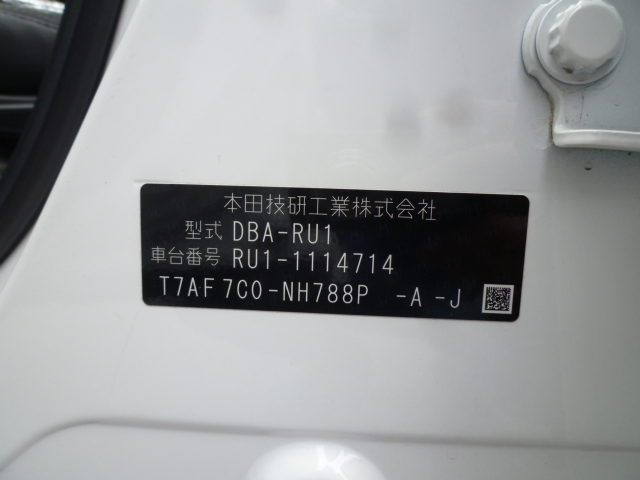 本田技研工業株式会社
型式 DBA-RU1
車台番号 RU1-1114714
T7AF7C0-NH788P -A -J